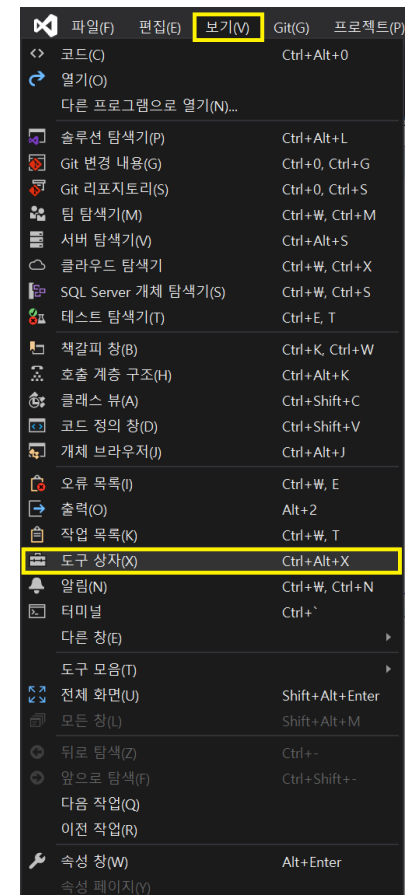 파일(F) 편집(E) 보기(V) Git(G) 프로젝트(P)
코드(C) Ctrl+Alt+0
열기(O)
다른 프로그램으로 열기(N)...
솔루션 탐색기(P) Ctrl+Alt+L
Git 변경 내용(G) Ctrl+0, Ctrl+G
Git 리포지토리(S) Ctrl+0, Ctrl+S
팀 탐색기(M) Ctrl+₩, Ctrl+M
서버 탐색기(V) Ctrl+Alt+S
클라우드 탐색기 Ctrl+₩, Ctrl+X
SQL Server 개체 탐색기(S) Ctrl+₩, Ctrl+S
테스트 탐색기(T) Ctrl+E, T
책갈피 창(B) Ctrl+K, Ctrl+W
호출 계층 구조(H) Ctrl+Alt+K
클래스 뷰(A) Ctrl+Shift+C
코드 정의 창(D) Ctrl+Shift+V
개체 브라우저(J) Ctrl+Alt+J
오류 목록(I) Ctrl+₩, E
출력(O) Alt+2
작업 목록(K) Ctrl+₩, T
도구 상자(X) Ctrl+Alt+X
알림(N) Ctrl+₩, Ctrl+N
터미널 Ctrl+`
다른 창(E)
도구 모음(T)
전체 화면(U) Shift+Alt+Enter
모든 창(L) Shift+Alt+M
뒤로 탐색(Z) Ctrl+-
앞으로 탐색(F) Ctrl+Shift+-
다음 작업(Q)
이전 작업(R)
속성 창(W) Alt+Enter
속성 페이지(Y)